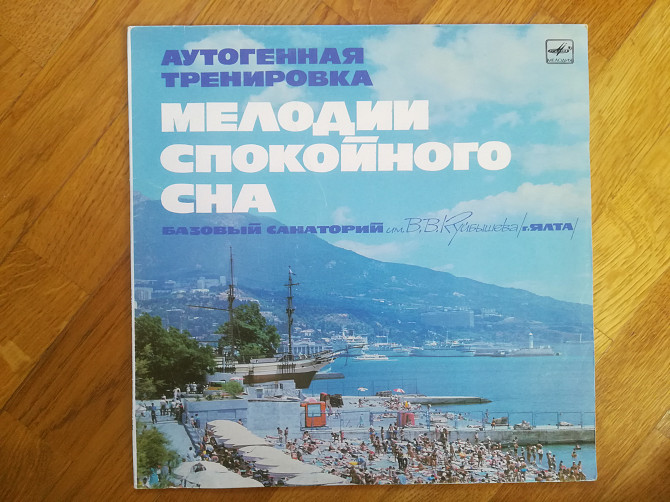 АУТОГЕННАЯ
ТРЕНИРОВКА
МЕЛОДИЯ
МЕЛОДИИ
СПОКОЙНОГО
СНА
БАЗОВЫЙ САНАТОРИЙ им. В.В. Куйбышева /г. ЯЛТА/